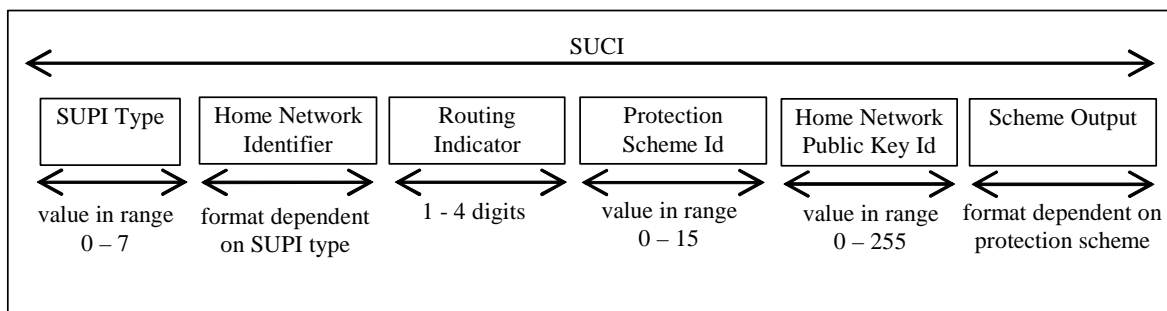 SUCI
SUPI Type
Home Network
Identifier
Routing
Indicator
Protection
Scheme Id
Home Network
Public Key Id
Scheme Output
value in range
0 – 7
format dependent
on SUPI type
1 - 4 digits
value in range
0 – 15
value in range
0 – 255
format dependent on
protection scheme